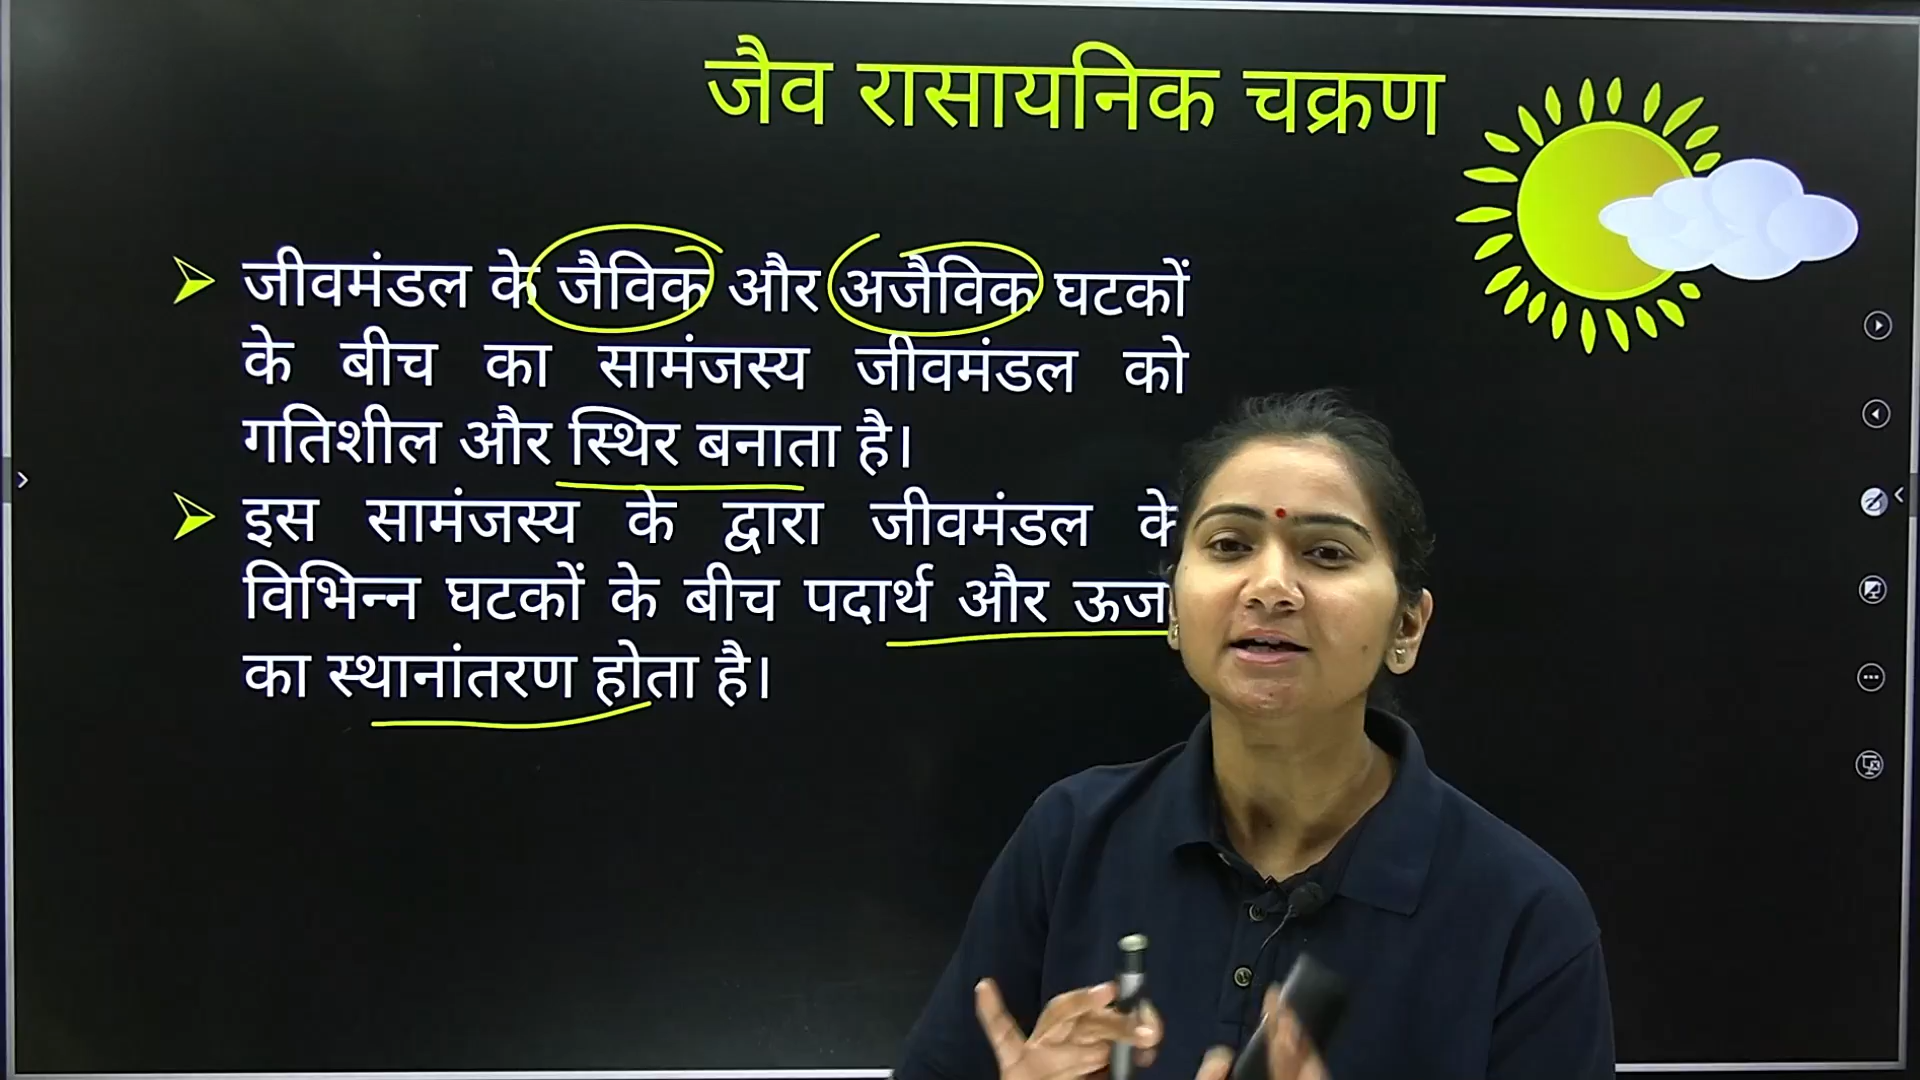 जैव रासायनिक चक्रण
जीवमंडल के जैविक और अजैविक घटकों
के बीच का सामंजस्य जीवमंडल को
गतिशील और स्थिर बनाता है।
इस सामंजस्य के द्वारा जीवमंडल के
विभिन्न घटकों के बीच पदार्थ और
का स्थानांतरण होता है।